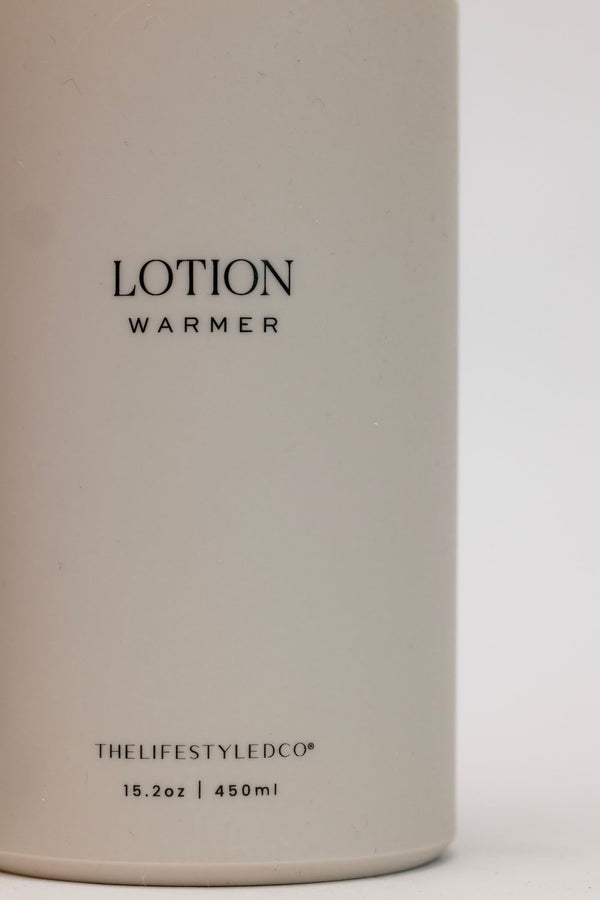 LOTION
WARMER
THELIFESTYLEDCO®
15.2oz | 450ml